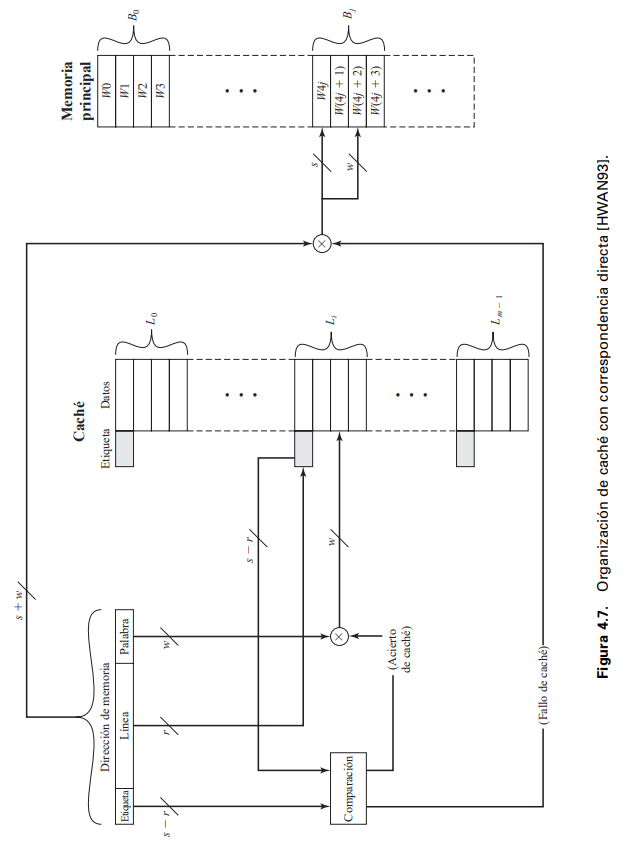 s + w
Dirección de memoria
Etiqueta
Línea
Palabra
s – r
r
w
Caché
Etiqueta
Datos
L0
s – r
w
Li
Lm – 1
Comparación
(Acierto
de caché)
(Fallo de caché)
Memoria
principal
W0
W1
W2
W3
B0
s
w
W4j
W(4j + 1)
W(4j + 2)
W(4j + 3)
Bj
Figura 4.7. Organización de caché con correspondencia directa [HWAN93].